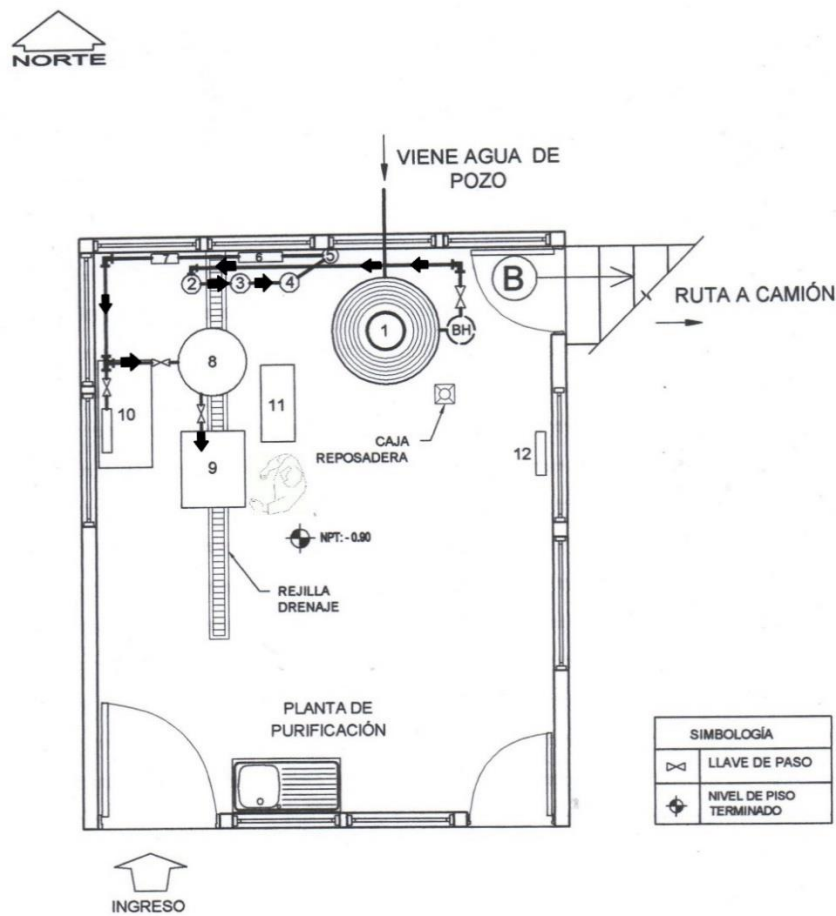 NORTE
VIENE AGUA DE
POZO
7
6
5
2
3
4
B
RUTA A CAMIÓN
1
BH
8
10
11
CAJA
REPOSADERA
12
9
NPT: - 0.90
REJILLA
DRENAJE
PLANTA DE
PURIFICACIÓN
SIMBOLOGÍA
LLAVE DE PASO
NIVEL DE PISO
TERMINADO
INGRESO